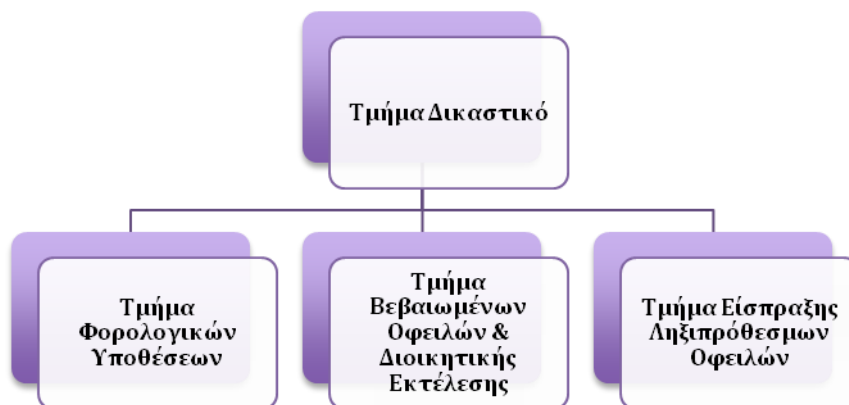 Τμήμα Δικαστικό
Τμήμα
Φορολογικών
Υποθέσεων
Τμήμα
Βεβαιωμένων
Οφειλών &
Διοικητικής
Εκτέλεσης
Τμήμα Είσπραξης
Ληξιπρόθεσμων
Οφειλών